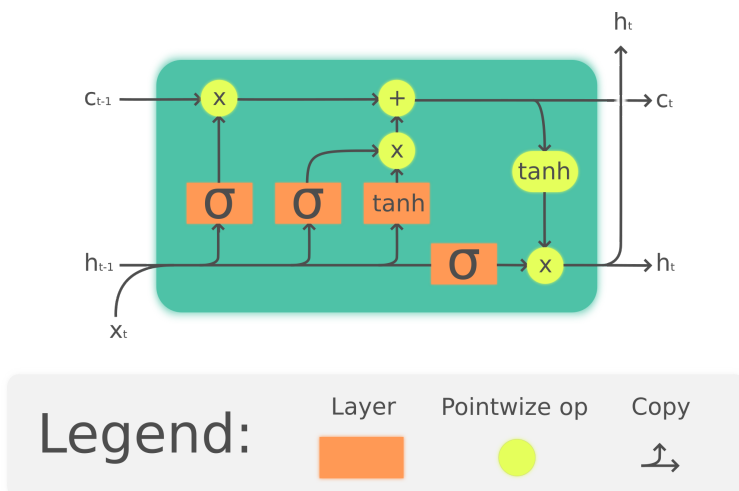 ht
ct-1
x
+
ct
x
tanh
σ
σ
tanh
ht-1
σ
x
ht
xt
Legend:
Layer
Pointwize op
Copy